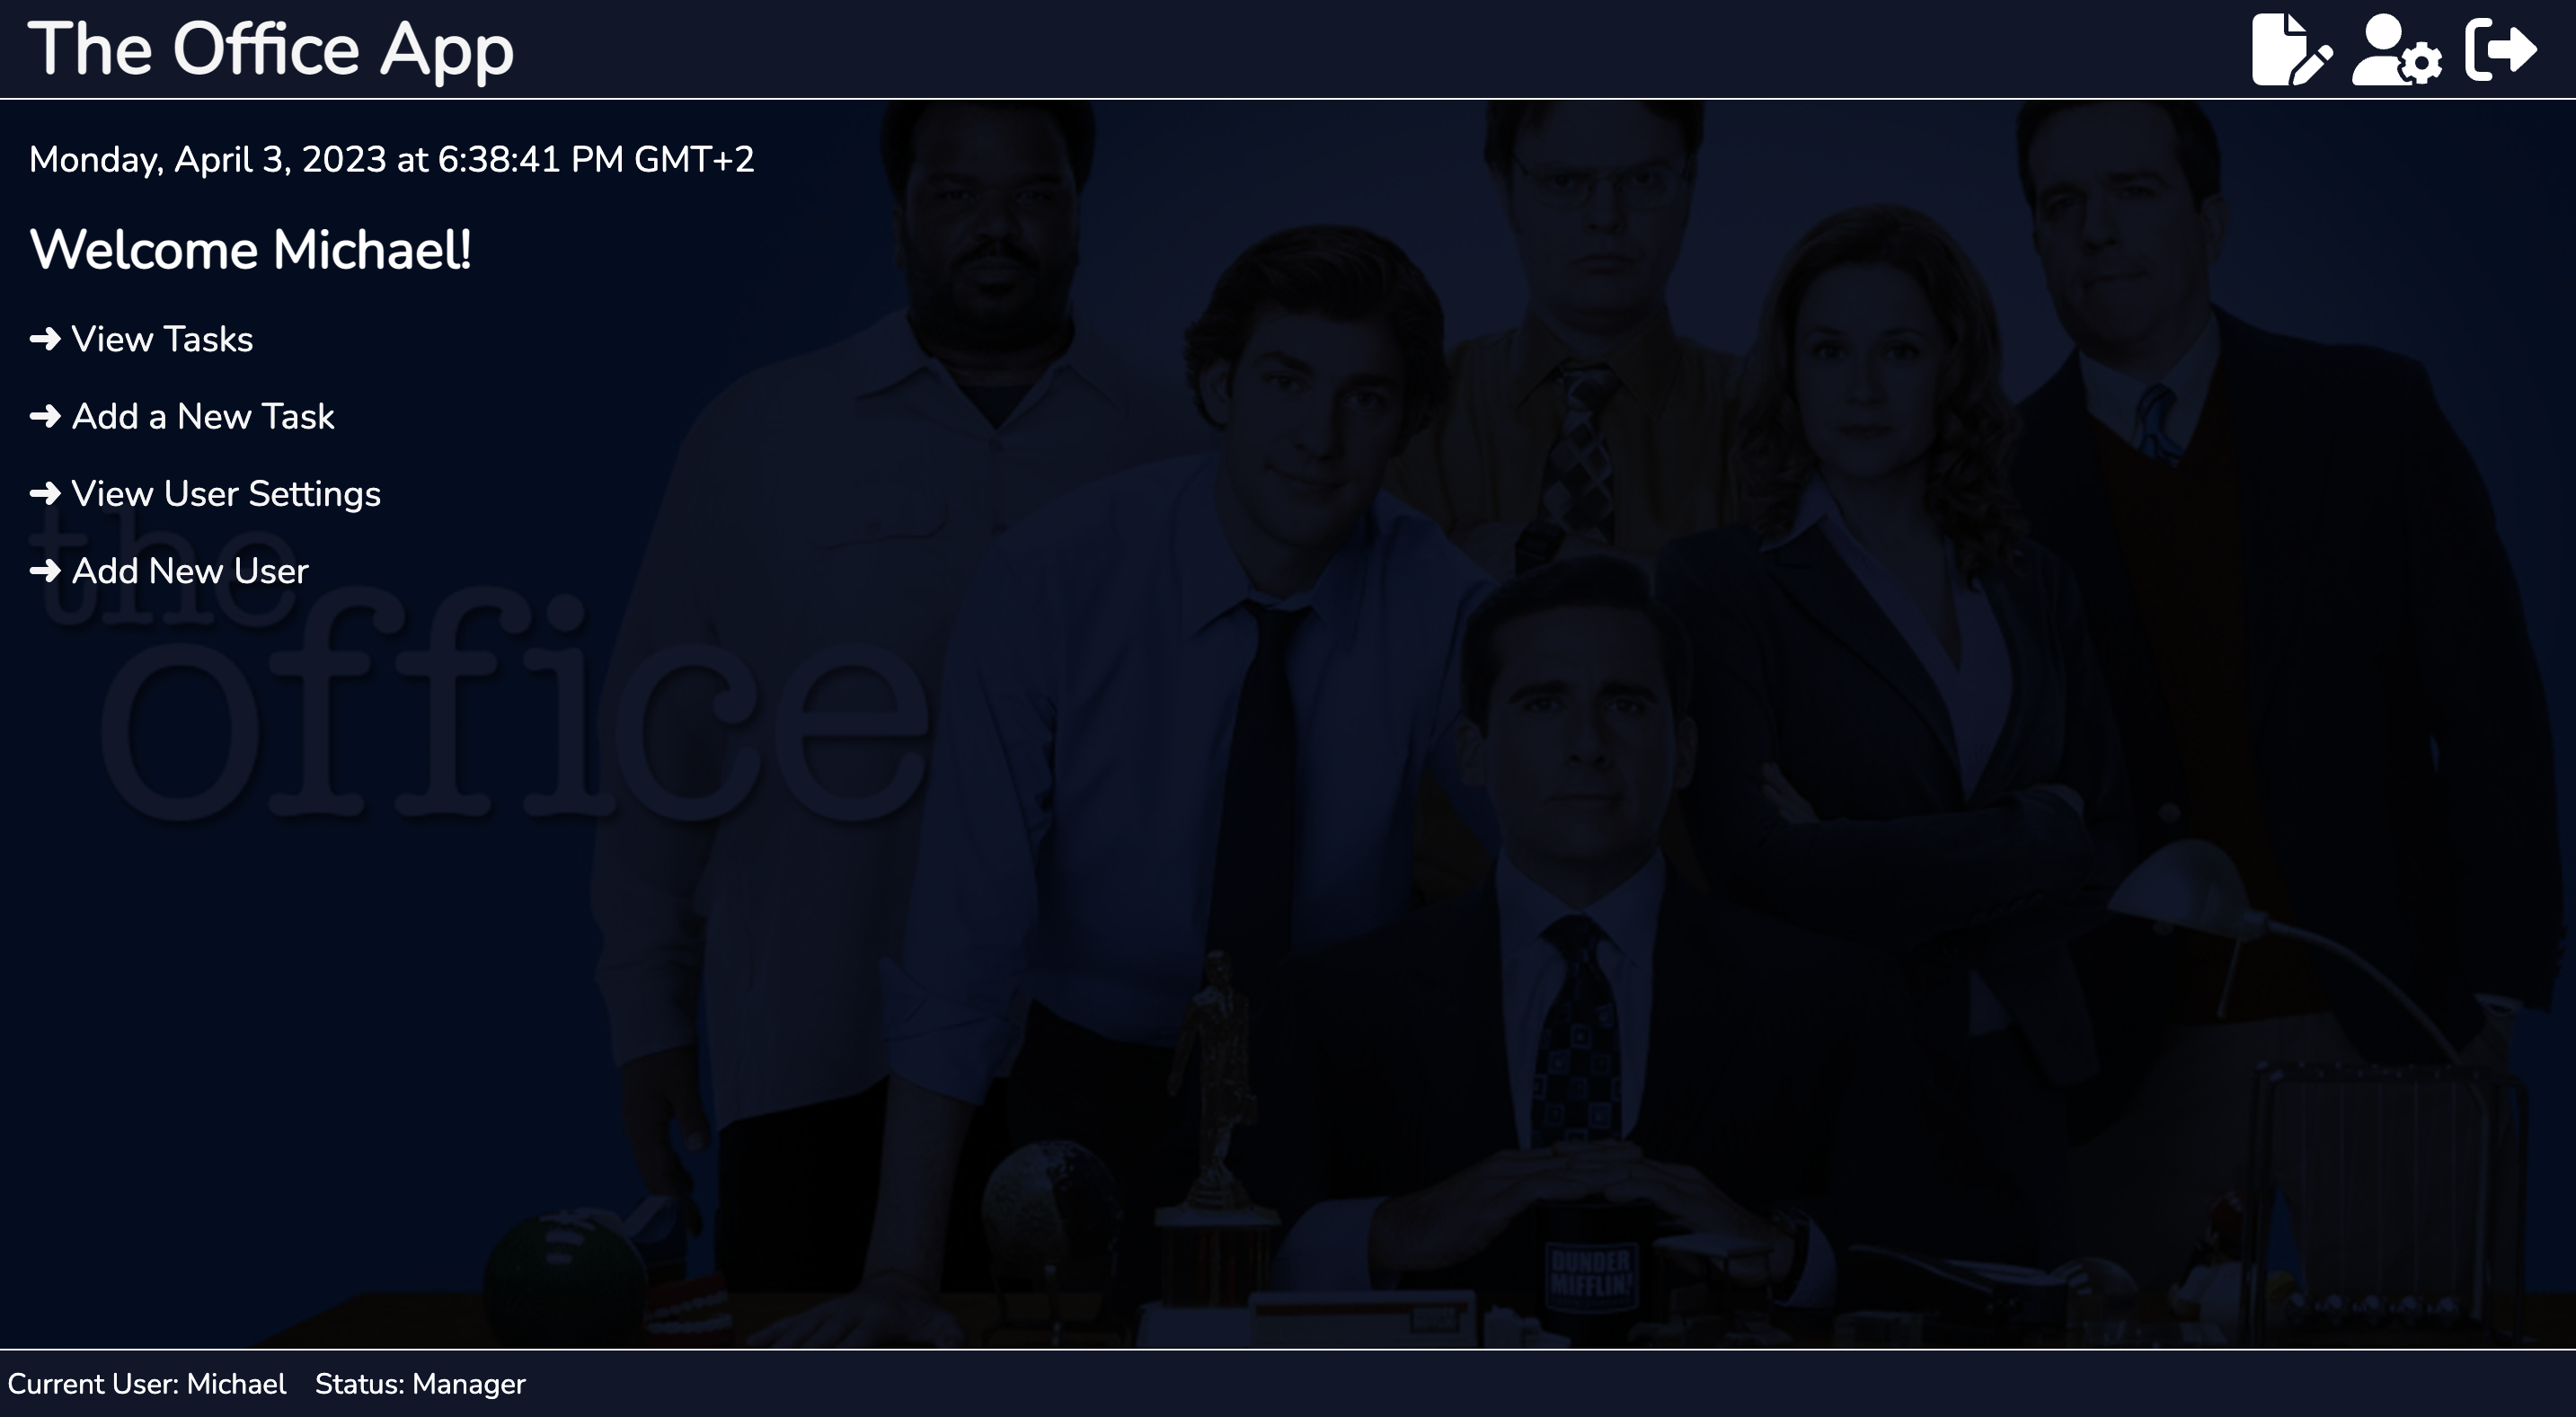 The Office App
Monday, April 3, 2023 at 6:38:41 PM GMT+2
Welcome Michael!
➜ View Tasks
➜ Add a New Task
➜ View User Settings
➜ Add New User
the
office
DUNDER
MIFFLIN!
Current User: Michael Status: Manager